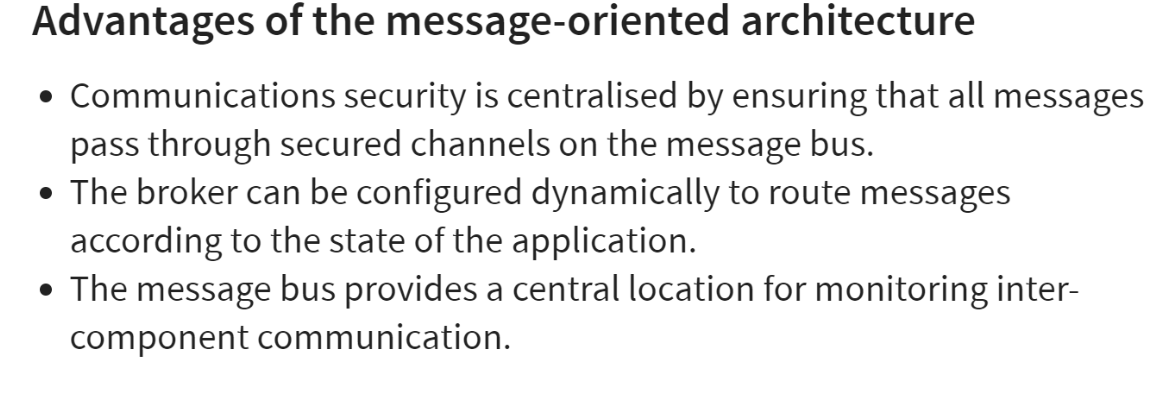 Advantages of the message-oriented architecture
• Communications security is centralised by ensuring that all messages
pass through secured channels on the message bus.
• The broker can be configured dynamically to route messages
according to the state of the application.
• The message bus provides a central location for monitoring inter-
component communication.